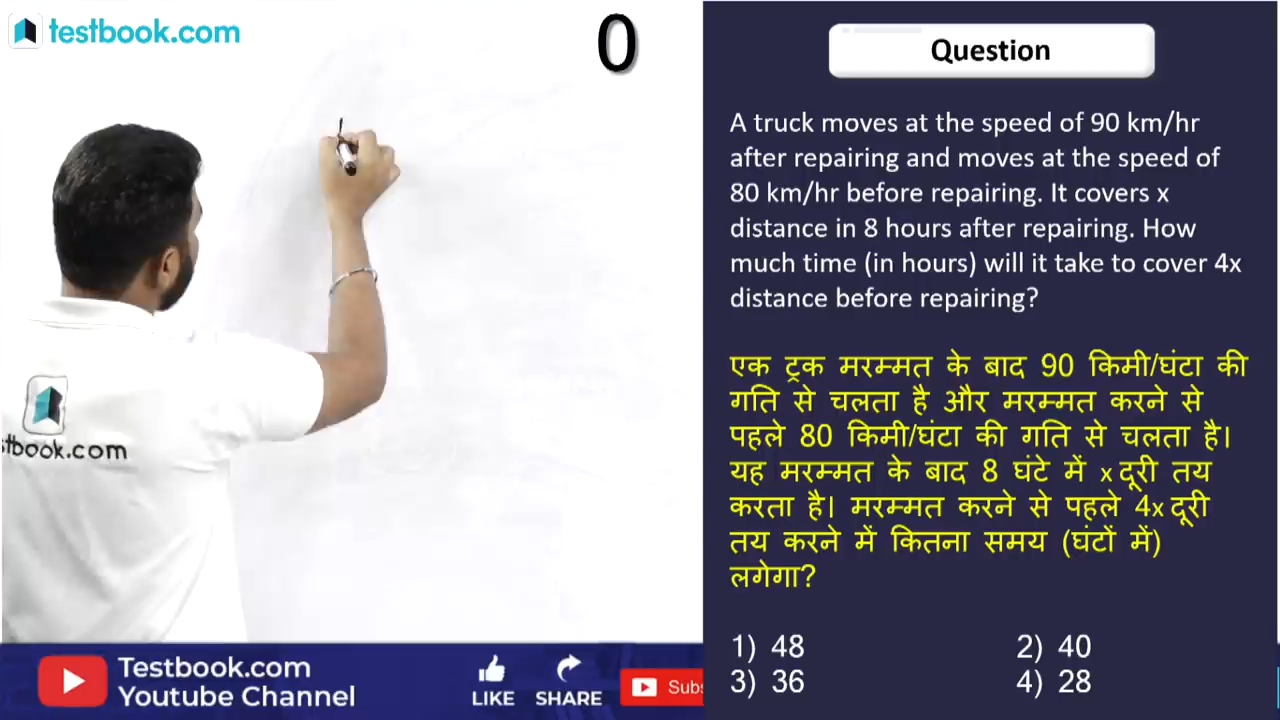 testbook.com
0
Question
A truck moves at the speed of 90 km/hr
after repairing and moves at the speed of
80 km/hr before repairing. It covers x
distance in 8 hours after repairing. How
much time (in hours) will it take to cover 4x
distance before repairing?
एक ट्रक मरम्मत के बाद 90 किमी/घंटा की
गति से चलता है और मरम्मत करने से
पहले 80 किमी/घंटा की गति से चलता है।
यह मरम्मत के बाद 8 घंटे में x दूरी तय
करता है। मरम्मत करने से पहले 4x दूरी
तय करने में कितना समय (घंटों में)
लगेगा?
1) 48 2) 40
3) 36 4) 28
stbook.com
Testbook.com
Youtube Channel
LIKE SHARE Subs